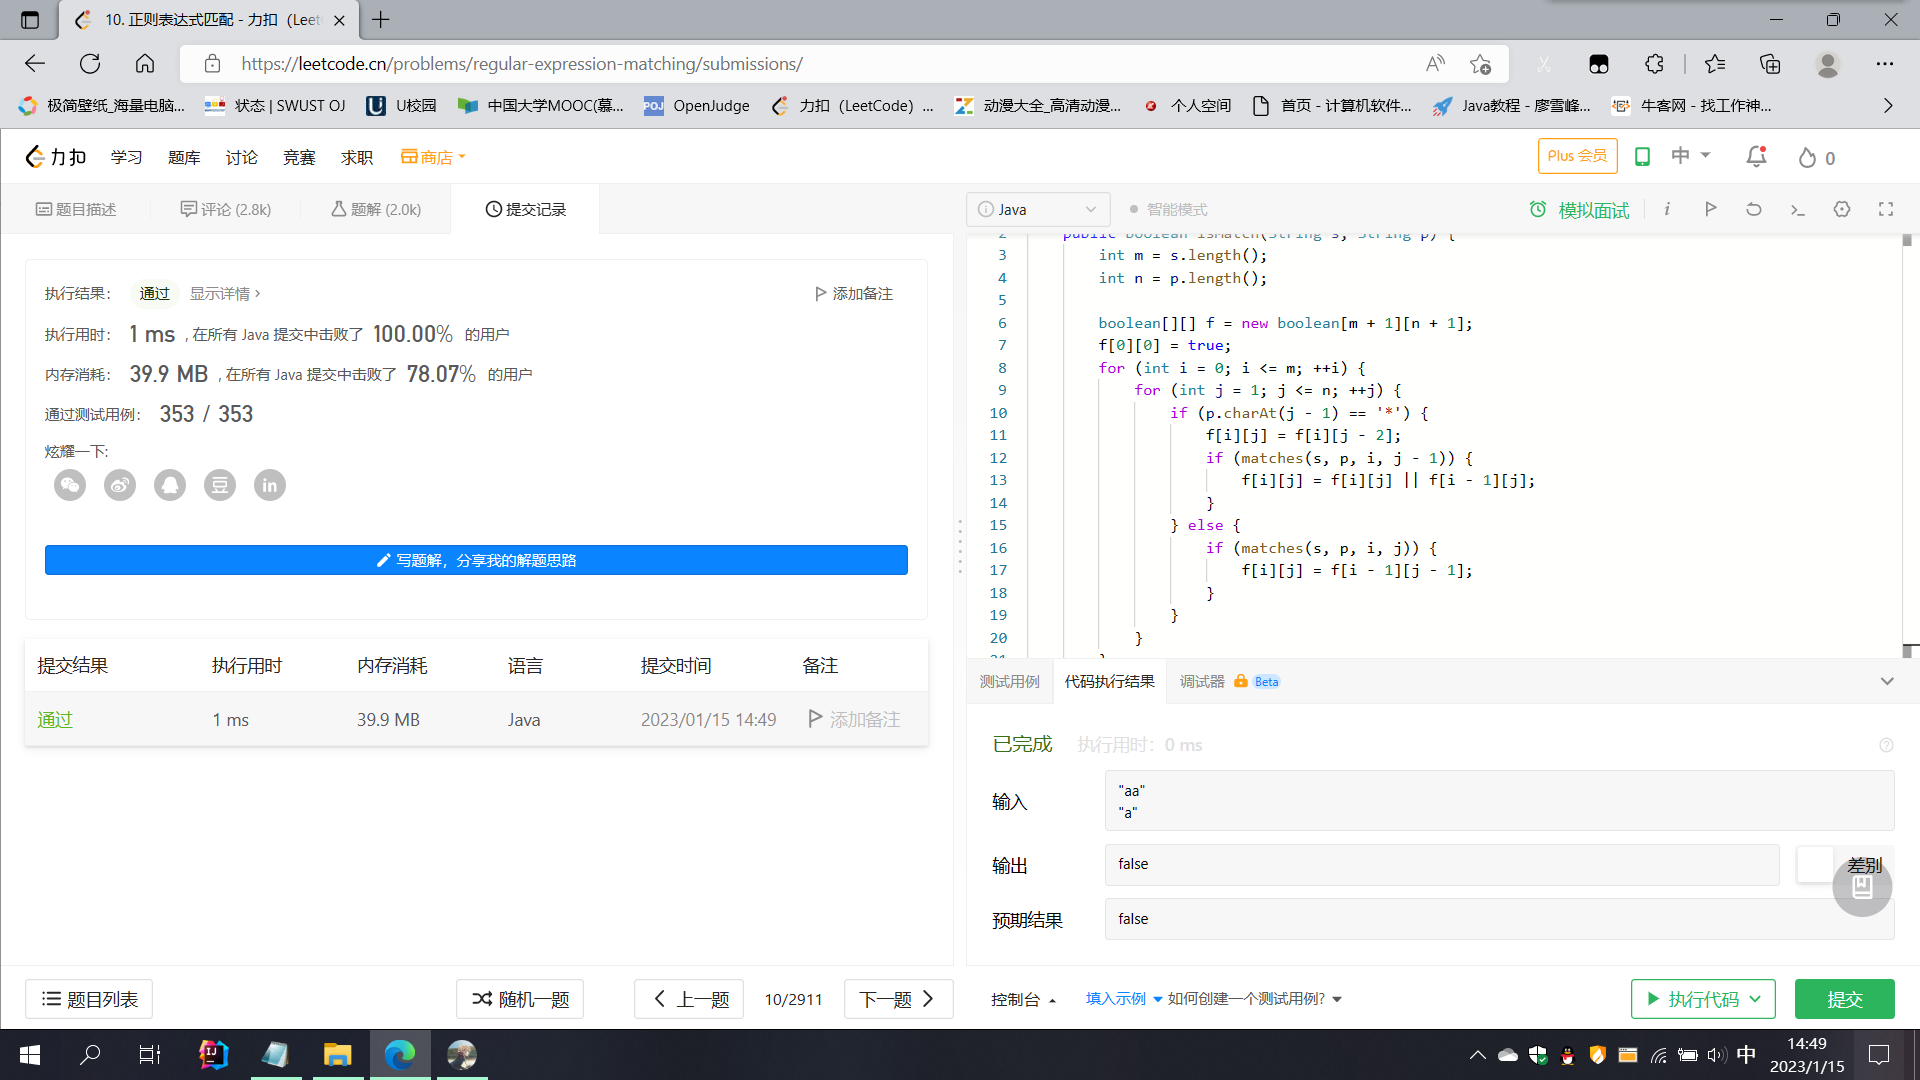 10. 正则表达式匹配 - 力扣（Leet
https://leetcode.cn/problems/regular-expression-matching/submissions/
极简壁纸_海量电脑...
状态 | SWUST OJ
U校园
中国大学MOOC(慕...
POJ OpenJudge
力扣（LeetCode）...
动漫大全_高清动漫...
个人空间
首页 - 计算机软件...
Java教程 - 廖雪峰...
牛客网 - 找工作神...
力扣 学习 题库 讨论 竞赛 求职 商店
Plus 会员 中 0
题目描述 评论 (2.8k) 题解 (2.0k) 提交记录
执行结果： 通过 显示详情 › 添加备注
执行用时： 1 ms , 在所有 Java 提交中击败了 100.00% 的用户
内存消耗： 39.9 MB , 在所有 Java 提交中击败了 78.07% 的用户
通过测试用例： 353 / 353
炫耀一下:
写题解，分享我的解题思路
提交结果 执行用时 内存消耗 语言 提交时间 备注
通过 1 ms 39.9 MB Java 2023/01/15 14:49 添加备注
Java 智能模式 模拟面试
2 public boolean isMatch(String s, String p) {
3 int m = s.length();
4 int n = p.length();
5
6 boolean[][] f = new boolean[m + 1][n + 1];
7 f[0][0] = true;
8 for (int i = 0; i <= m; ++i) {
9 for (int j = 1; j <= n; ++j) {
10 if (p.charAt(j - 1) == '*') {
11 f[i][j] = f[i][j - 2];
12 if (matches(s, p, i, j - 1)) {
13 f[i][j] = f[i][j] || f[i - 1][j];
14 }
15 } else {
16 if (matches(s, p, i, j)) {
17 f[i][j] = f[i - 1][j - 1];
18 }
19 }
20 }
测试用例 代码执行结果 调试器 Beta
已完成 执行用时： 0 ms
输入
"aa"
"a"
输出 false 差别
预期结果 false
题目列表 随机一题 上一题 10/2911 下一题
控制台 填入示例 如何创建一个测试用例? 执行代码 提交
中
14:49
2023/1/15